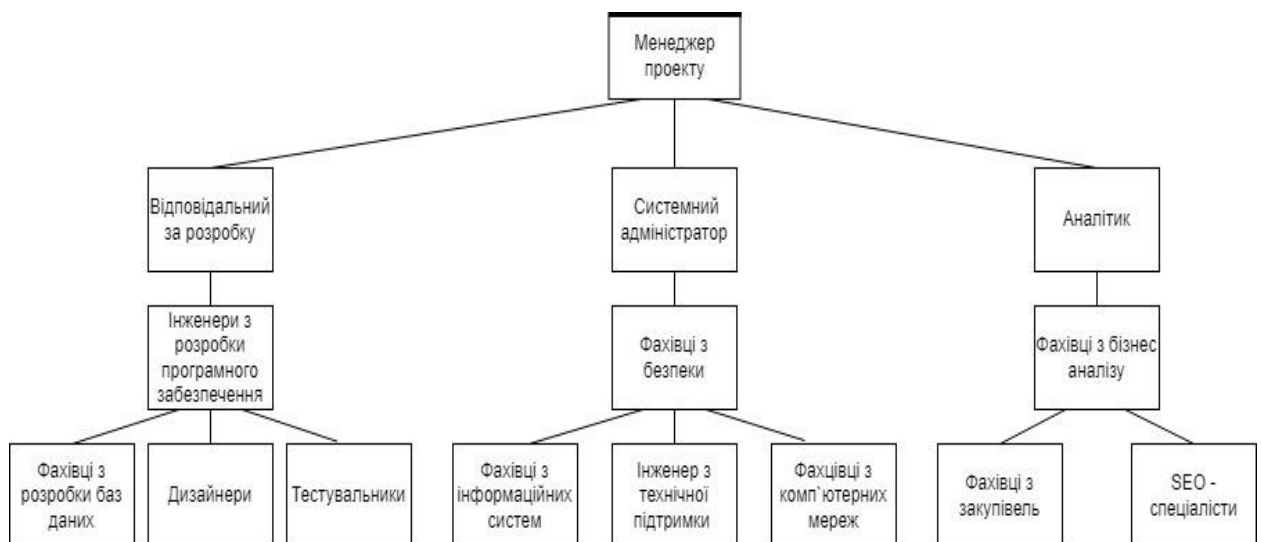 Менеджер
проекту
Відповідальний
за розробку
Системний
адміністратор
Аналітик
Інженери з
розробки
програмного
забезпечення
Фахівці з
безпеки
Фахівці з бізнес
аналізу
Фахівці з
розробки баз
даних
Дизайнери
Тестувальники
Фахівці з
інформаційних
систем
Інженер з
технічної
підтримки
Фахцівці з
комп`ютерних
мереж
Фахівці з
закупівель
SEO -
спеціалісти